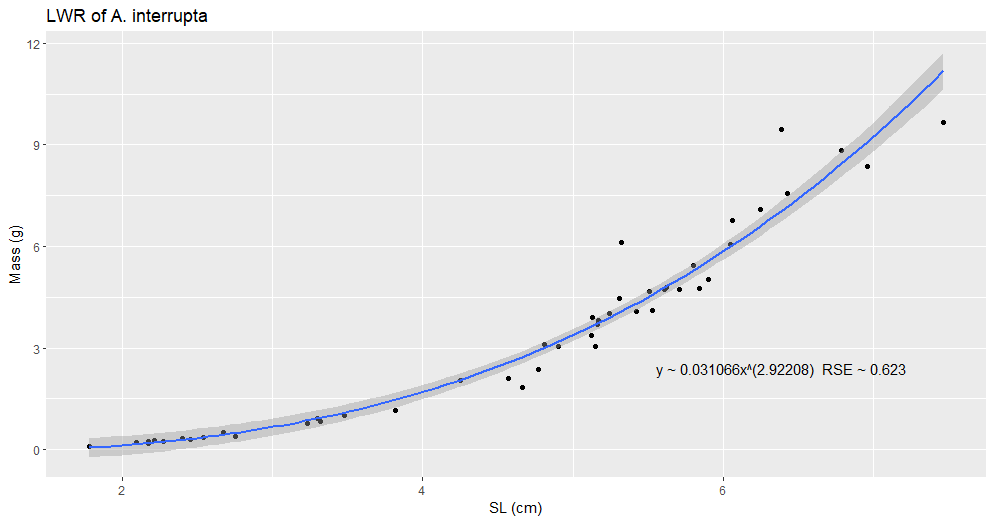 LWR of A. interrupta
12
9
6
3
0
Mass (g)
y ~ 0.031066x^(2.92208)  RSE ~ 0.623
2 4 6
SL (cm)